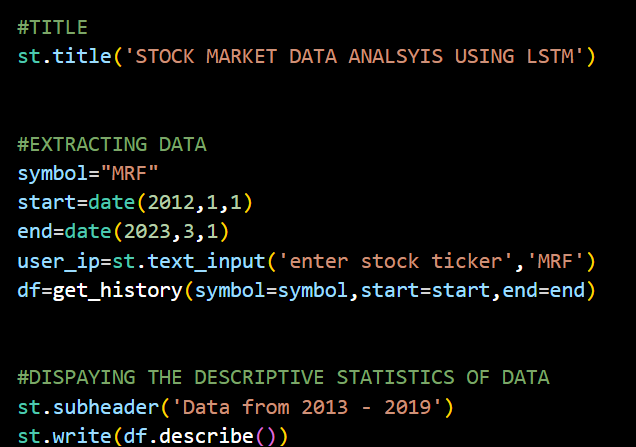 #TITLE
st.title('STOCK MARKET DATA ANALSYIS USING LSTM')
#EXTRACTING DATA
symbol="MRF"
start=date(2012,1,1)
end=date(2023,3,1)
user_ip=st.text_input('enter stock ticker','MRF')
df=get_history(symbol=symbol,start=start,end=end)
#DISPAYING THE DESCRIPTIVE STATISTICS OF DATA
st.subheader('Data from 2013 - 2019')
st.write(df.describe())